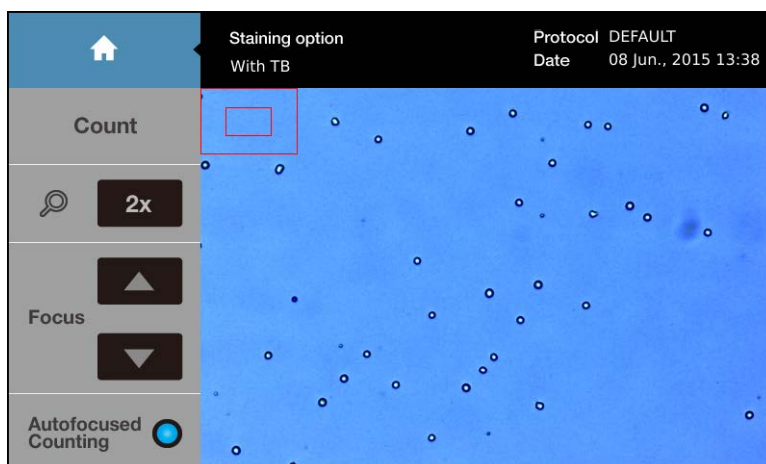 Staining option
With TB
Protocol DEFAULT
Date 08 Jun., 2015 13:38
Count
2x
Focus
Autofocused
Counting